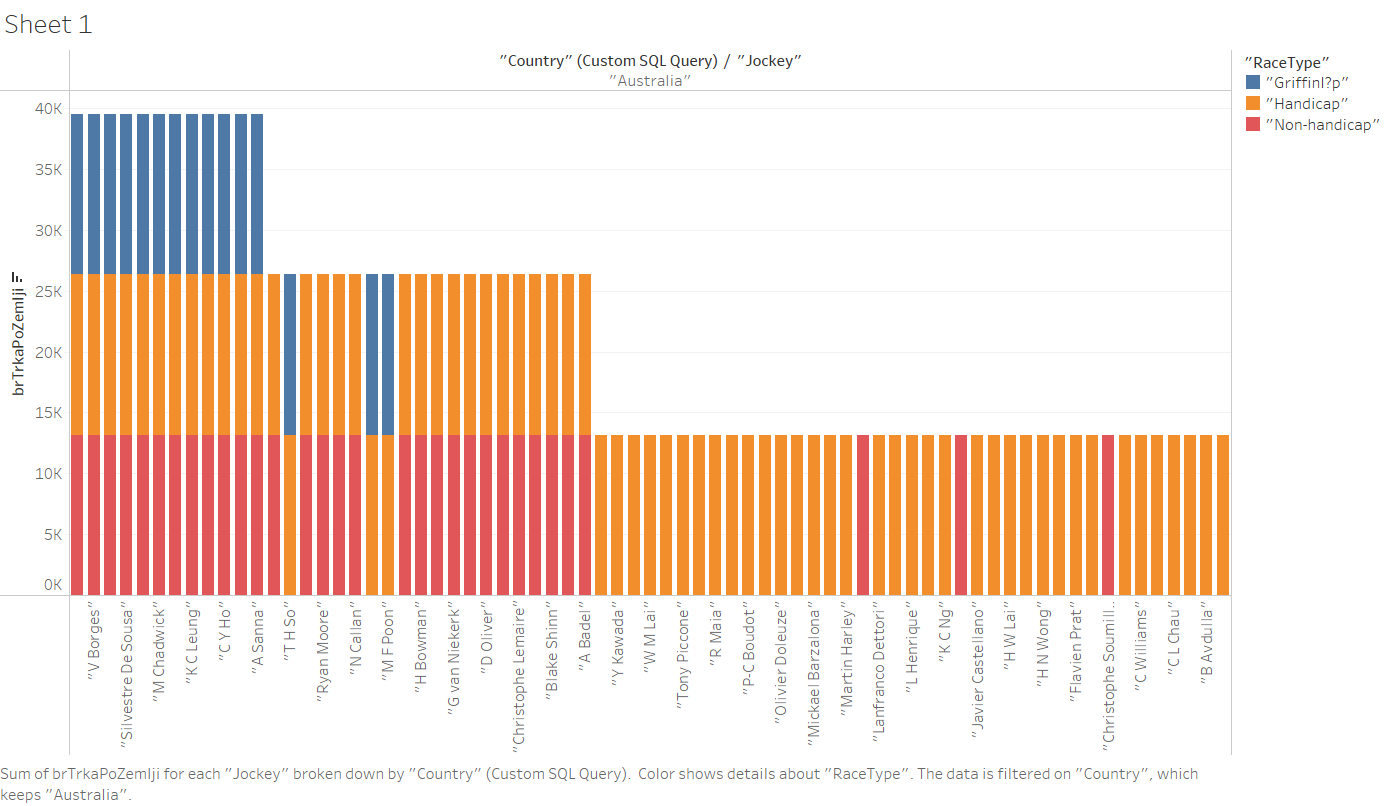 Sheet 1
"Country" (Custom SQL Query) / "Jockey"
"Australia"
"RaceType"
"Griffinl?p"
"Handicap"
"Non-handicap"
brTrkaPoZemlji
40K
35K
30K
25K
20K
15K
10K
5K
0K
"V Borges"
"Silvestre De Sousa"
"M Chadwick"
"K C Leung"
"C Y Ho"
"A Sanna"
"T H So"
"Ryan Moore"
"N Callan"
"M F Poon"
"H Bowman"
"G van Niekerk"
"D Oliver"
"Christophe Lemaire"
"Blake Shinn"
"A Badel"
"Y Kawada"
"W M Lai"
"Tony Piccone"
"R Maia"
"P-C Boudot"
"Olivier Doleuze"
"Mickael Barzalona"
"Martin Harley"
"Lanfranco Dettori"
"L Henrique"
"K C Ng"
"Javier Castellano"
"H W Lai"
"H N Wong"
"Flavien Prat"
"Christophe Soumill..
"C Williams"
"C L Chau"
"B Avdulla"
Sum of brTrkaPoZemlji for each "Jockey" broken down by "Country" (Custom SQL Query). Color shows details about "RaceType". The data is filtered on "Country", which
keeps "Australia".